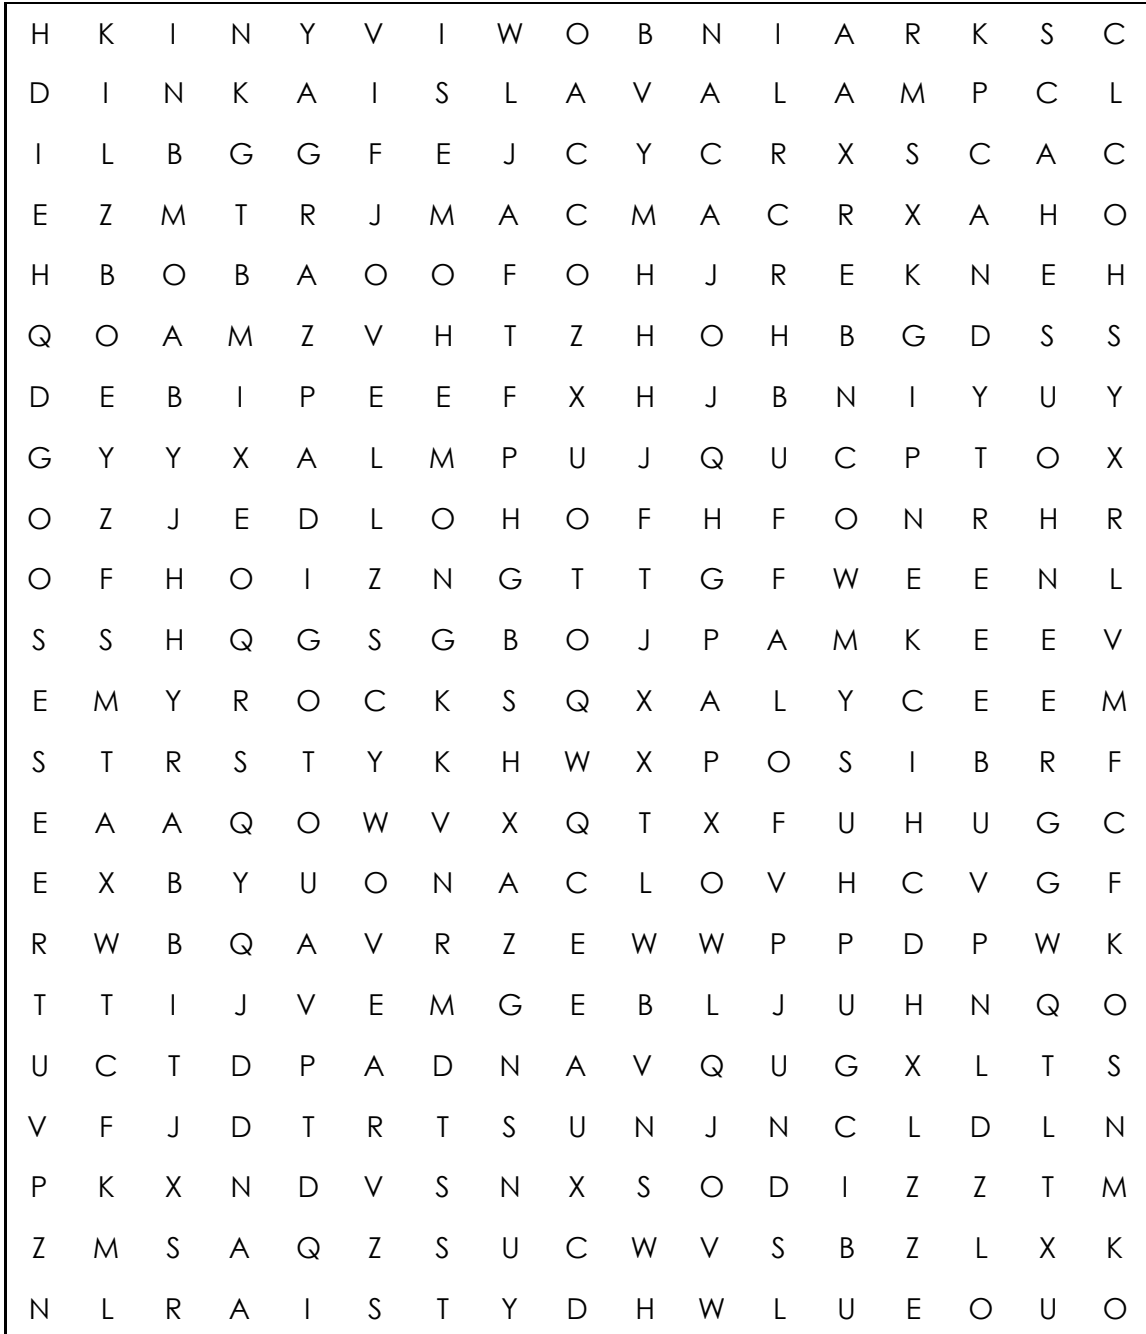 H K I N Y V I W O B N I A R K S C
D I N K A I S L A V A L A M P C L
I L B G G F E J C Y C R X S C A C
E Z M T R J M A C M A C R X A H O
H B O B A O O F O H J R E K N E H
Q O A M Z V H T Z H O H B G D S S
D E B I P E E F X H J B N I Y U Y
G Y Y X A L M P U J Q U C P T O X
O Z J E D L O H O F H F O N R H R
O F H O I Z N G T T G F W E E N L
S S H Q G S G B O J P A M K E E V
E M Y R O C K S Q X A L Y C E E M
S T R S T Y K H W X P O S I B R F
E A A Q O W V X Q T X F U H U G C
E X B Y U O N A C L O V H C V G F
R W B Q A V R Z E W W P P D P W K
T T I J V E M G E B L J U H N Q O
U C T D P A D N A V Q U G X L T S
V F J D T R T S U N J N C L D L N
P K X N D V S N X S O D I Z Z T M
Z M S A Q Z S U C W V S B Z L X K
N L R A I S T Y D H W L U E O U O